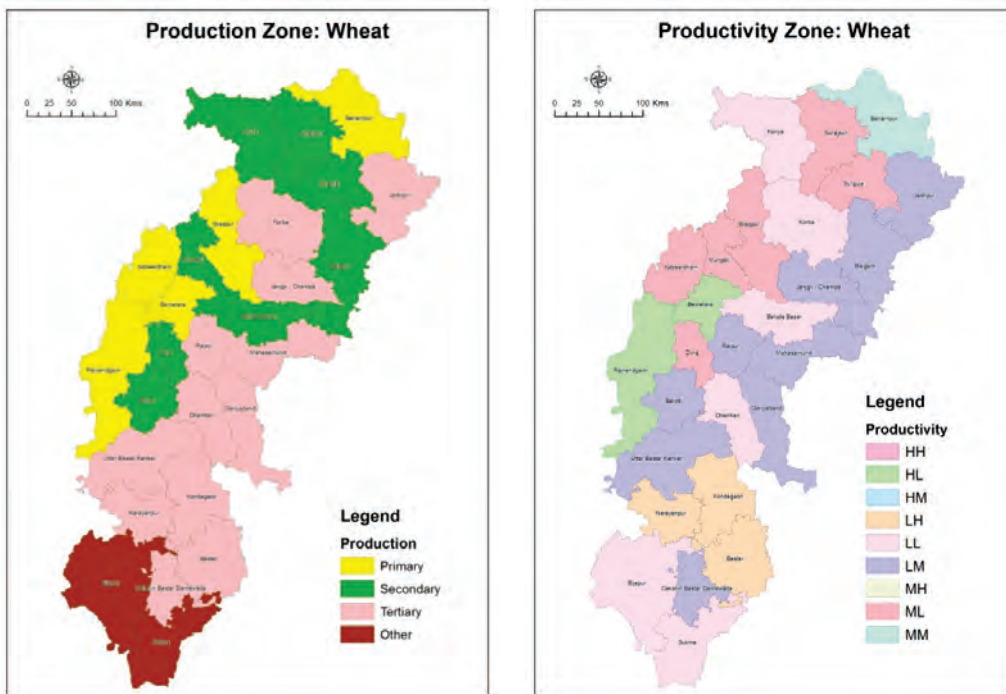 Production Zone: Wheat
0 25 50 100 Kms
Balrampur
Jashpur
Korba
Bilaspur
Kabeerdham
Janjgir - Champa
Bemetara
Raipur
Mahasamund
Rajnandgaon
Dhamtari
Gariyaband
Uttar Bastar Kanker
Kondagaon
Narayanpur
Bastar
Dakshin Bastar Dantewada
Legend
Production
Primary
Secondary
Tertiary
Other
Productivity Zone: Wheat
0 25 50 100 Kms
Balrampur
Koriya
Surajpur
Surguja
Jashpur
Korba
Bilaspur
Raigarh
Kabeerdham
Mungeli
Janjgir - Champa
Bemetara
Baloda Bazar
Durg
Raipur
Mahasamund
Rajnandgaon
Balod
Dhamtari
Gariyaband
Uttar Bastar Kanker
Kondagaon
Narayanpur
Bastar
Bijapur
Dakshin Bastar Dantewada
Sukma
Legend
Productivity
HH
HL
HM
LH
LL
LM
MH
ML
MM